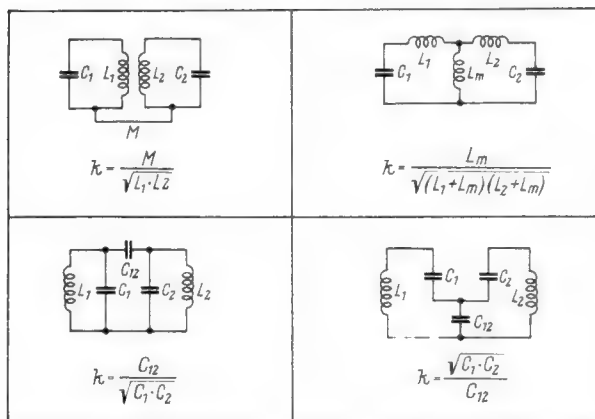 C1 L1 L2 C2
M
k = M / √(L1·L2)
L1 L2
C1 Lm C2
k = Lm / √((L1+Lm)(L2+Lm))
C12
L1 C1 C2 L2
k = C12 / √(C1·C2)
C1 C2
L1 L2
C12
k = √(C1·C2) / C12